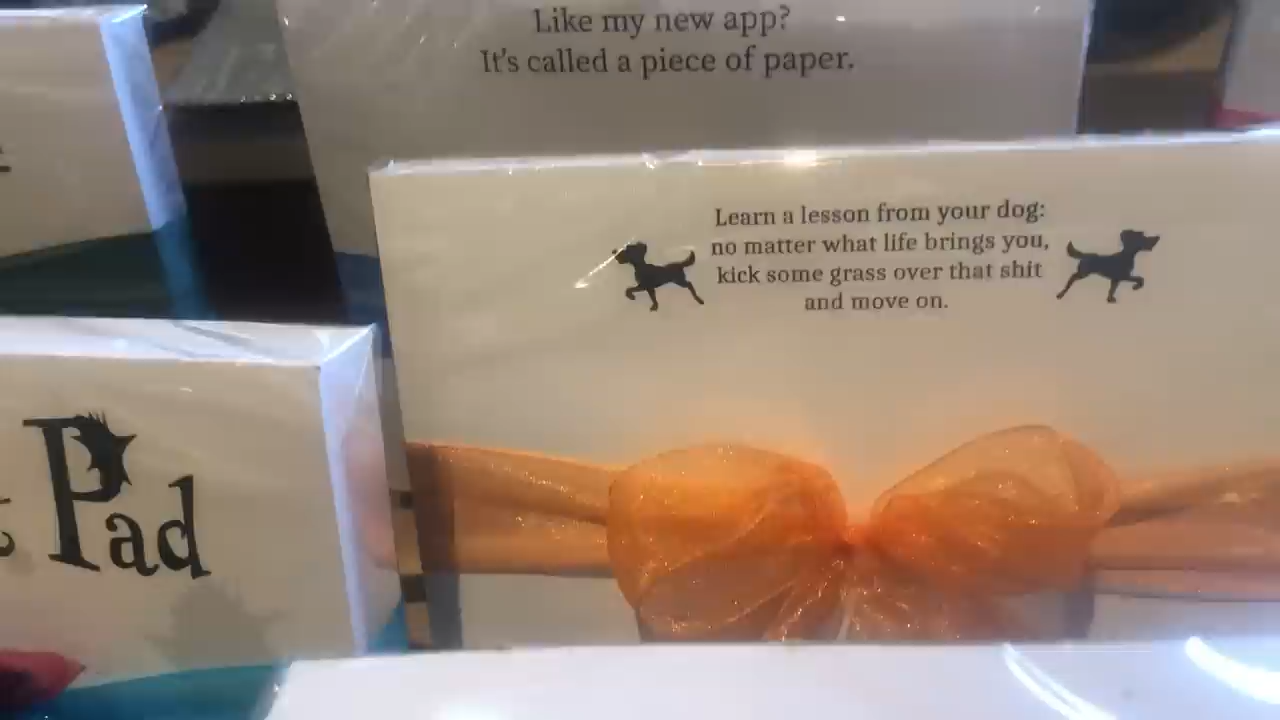 Like my new app?
It's called a piece of paper.
Learn a lesson from your dog:
no matter what life brings you,
kick some grass over that shit
and move on.
Pad